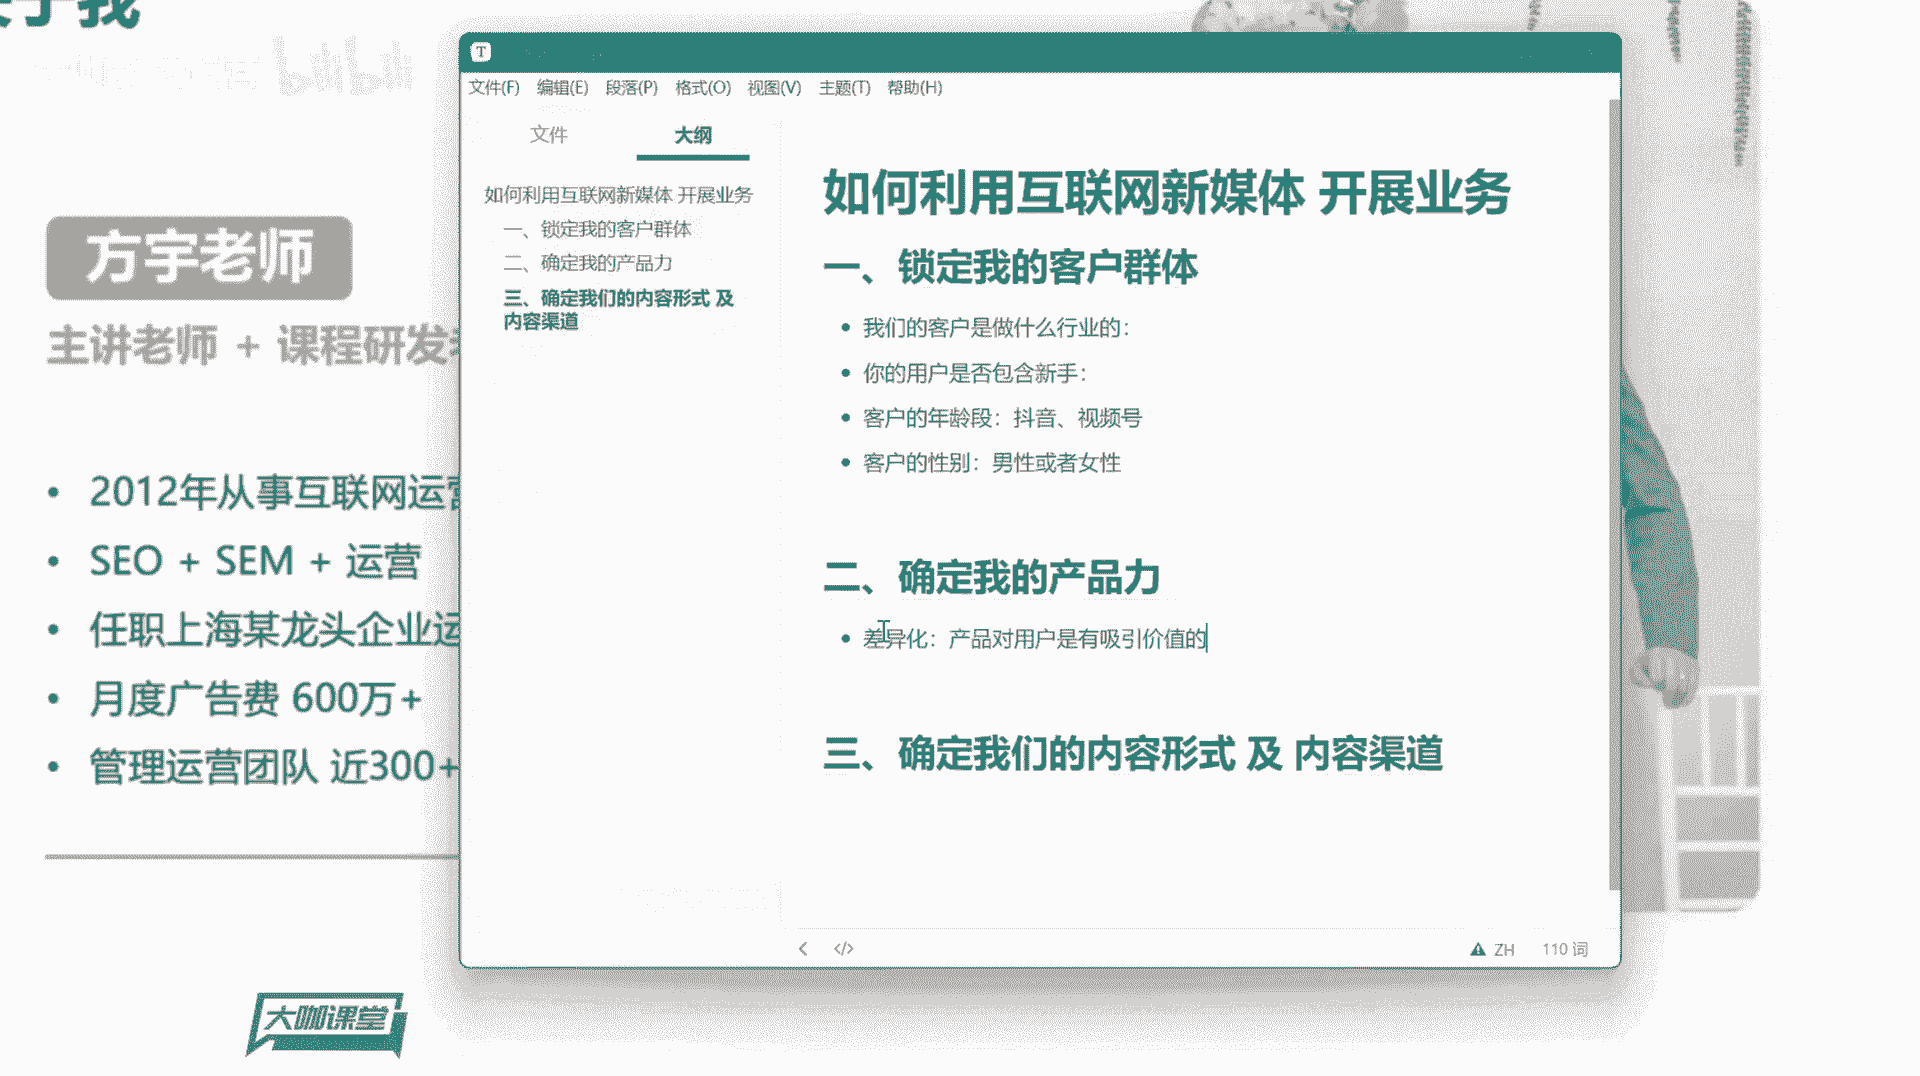 bilibili
方宇老师
主讲老师 + 课程研发
• 2012年从事互联网运营
• SEO + SEM + 运营
• 任职上海某龙头企业运
• 月度广告费 600万+
• 管理运营团队 近300+
大咖课堂
T
文件(F) 编辑(E) 段落(P) 格式(O) 视图(V) 主题(T) 帮助(H)
文件 大纲
如何利用互联网新媒体 开展业务
一、锁定我的客户群体
二、确定我的产品力
三、确定我们的内容形式 及
内容渠道
如何利用互联网新媒体 开展业务
一、锁定我的客户群体
• 我们的客户是做什么行业的：
• 你的用户是否包含新手：
• 客户的年龄段：抖音、视频号
• 客户的性别：男性或者女性
二、确定我的产品力
• 差异化：产品对用户是有吸引价值的
三、确定我们的内容形式 及 内容渠道
</> ZH 110 词